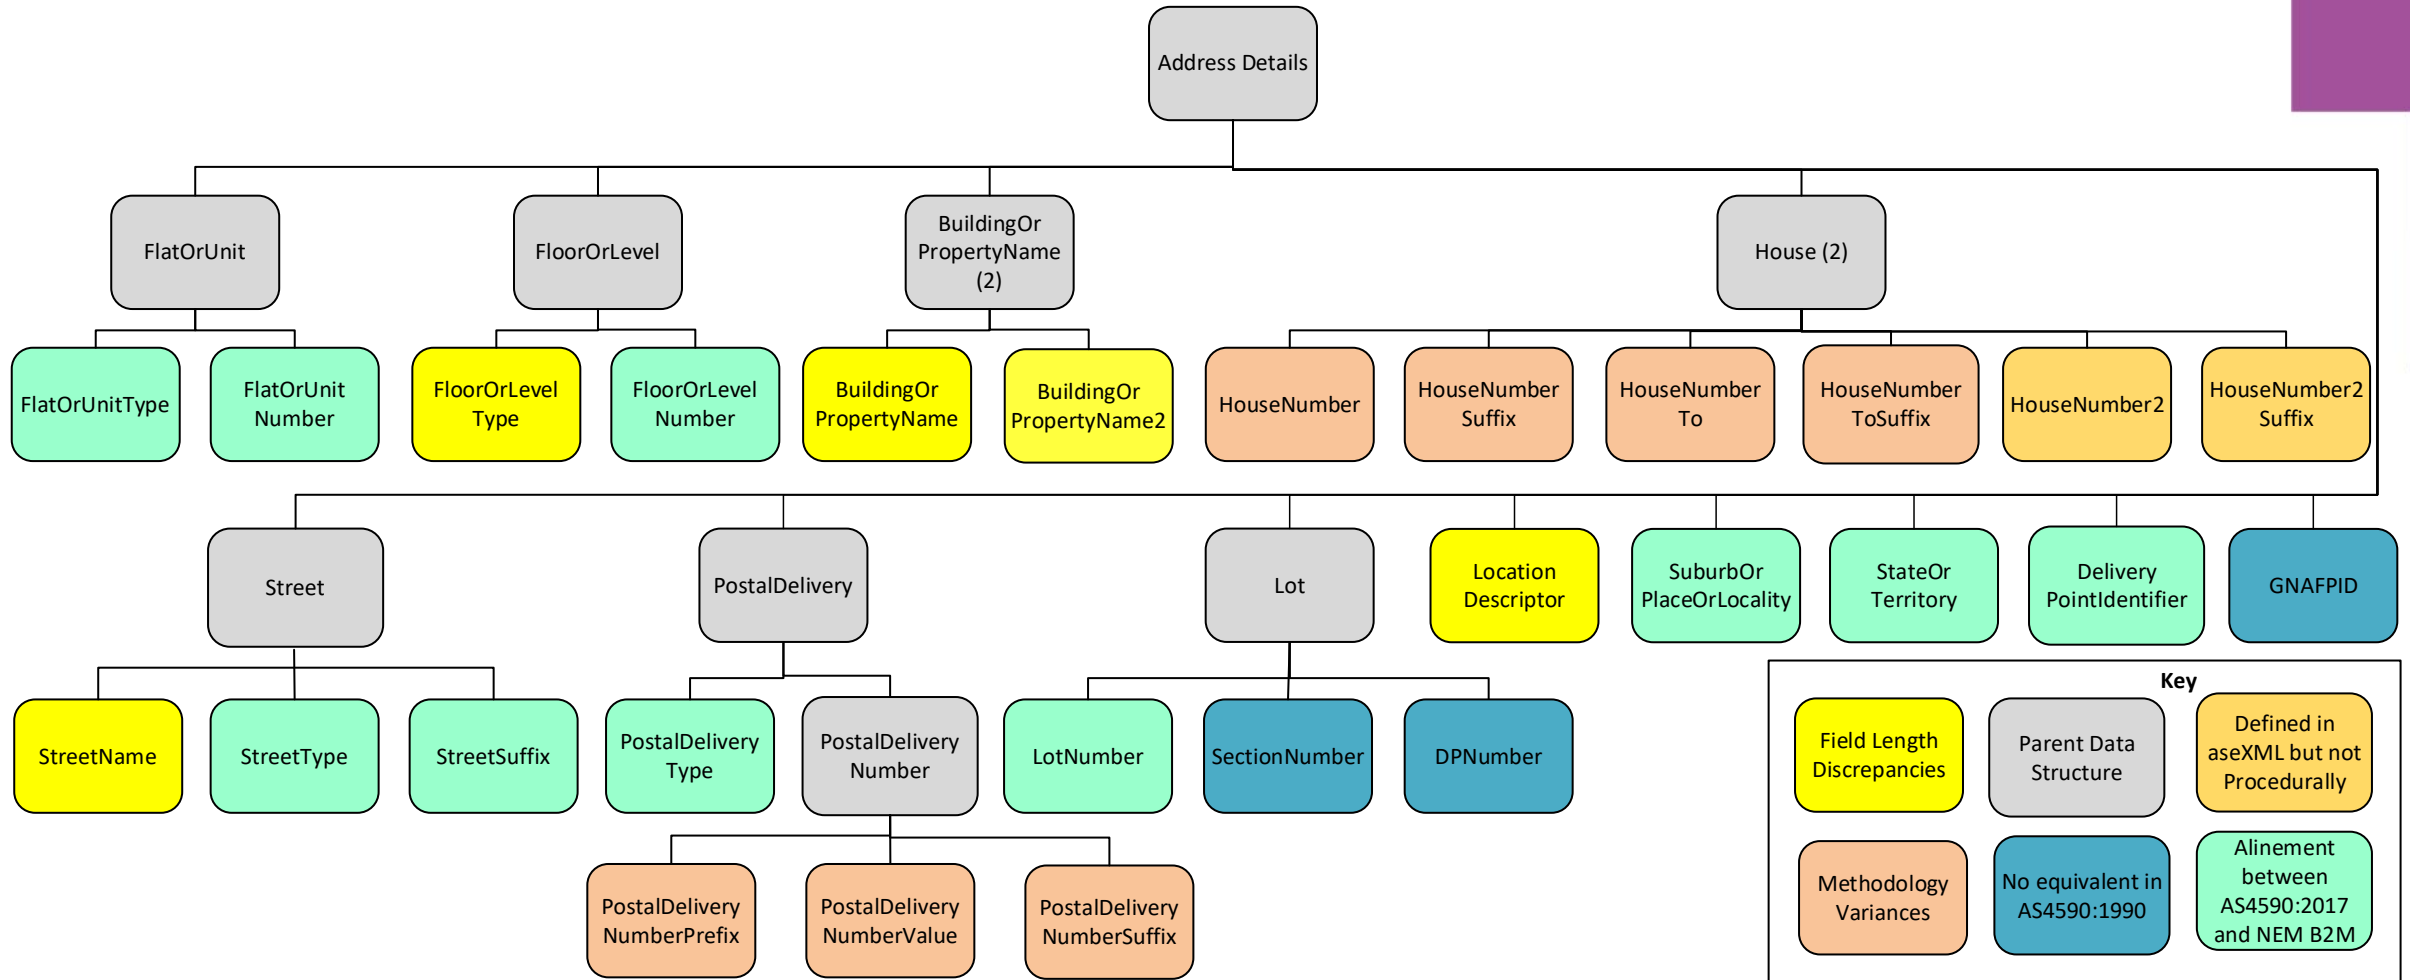 Address Details
FlatOrUnit
FloorOrLevel
BuildingOr
PropertyName
(2)
House (2)
FlatOrUnitType
FlatOrUnit
Number
FloorOrLevel
Type
FloorOrLevel
Number
BuildingOr
PropertyName
BuildingOr
PropertyName2
HouseNumber
HouseNumber
Suffix
HouseNumber
To
HouseNumber
ToSuffix
HouseNumber2
HouseNumber2
Suffix
Street
PostalDelivery
Lot
Location
Descriptor
SuburbOr
PlaceOrLocality
StateOr
Territory
Delivery
PointIdentifier
GNAFPID
StreetName
StreetType
StreetSuffix
PostalDelivery
Type
PostalDelivery
Number
LotNumber
SectionNumber
DPNumber
PostalDelivery
NumberPrefix
PostalDelivery
NumberValue
PostalDelivery
NumberSuffix
Key
Field Length
Discrepancies
Parent Data
Structure
Defined in
aseXML but not
Procedurally
Methodology
Variances
No equivalent in
AS4590:1990
Alinement
between
AS4590:2017
and NEM B2M